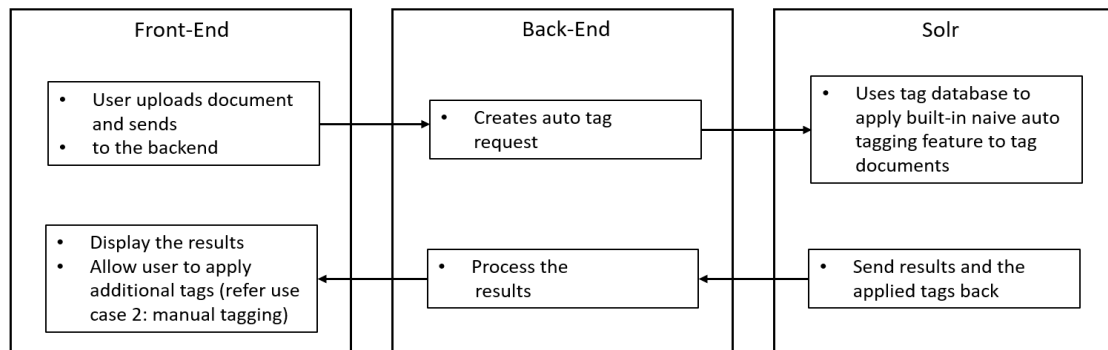 Front-End
Back-End
Solr
• User uploads document
and sends
• to the backend
• Creates auto tag
request
• Uses tag database to
apply built-in naive auto
tagging feature to tag
documents
• Display the results
• Allow user to apply
additional tags (refer use
case 2: manual tagging)
• Process the
results
• Send results and the
applied tags back